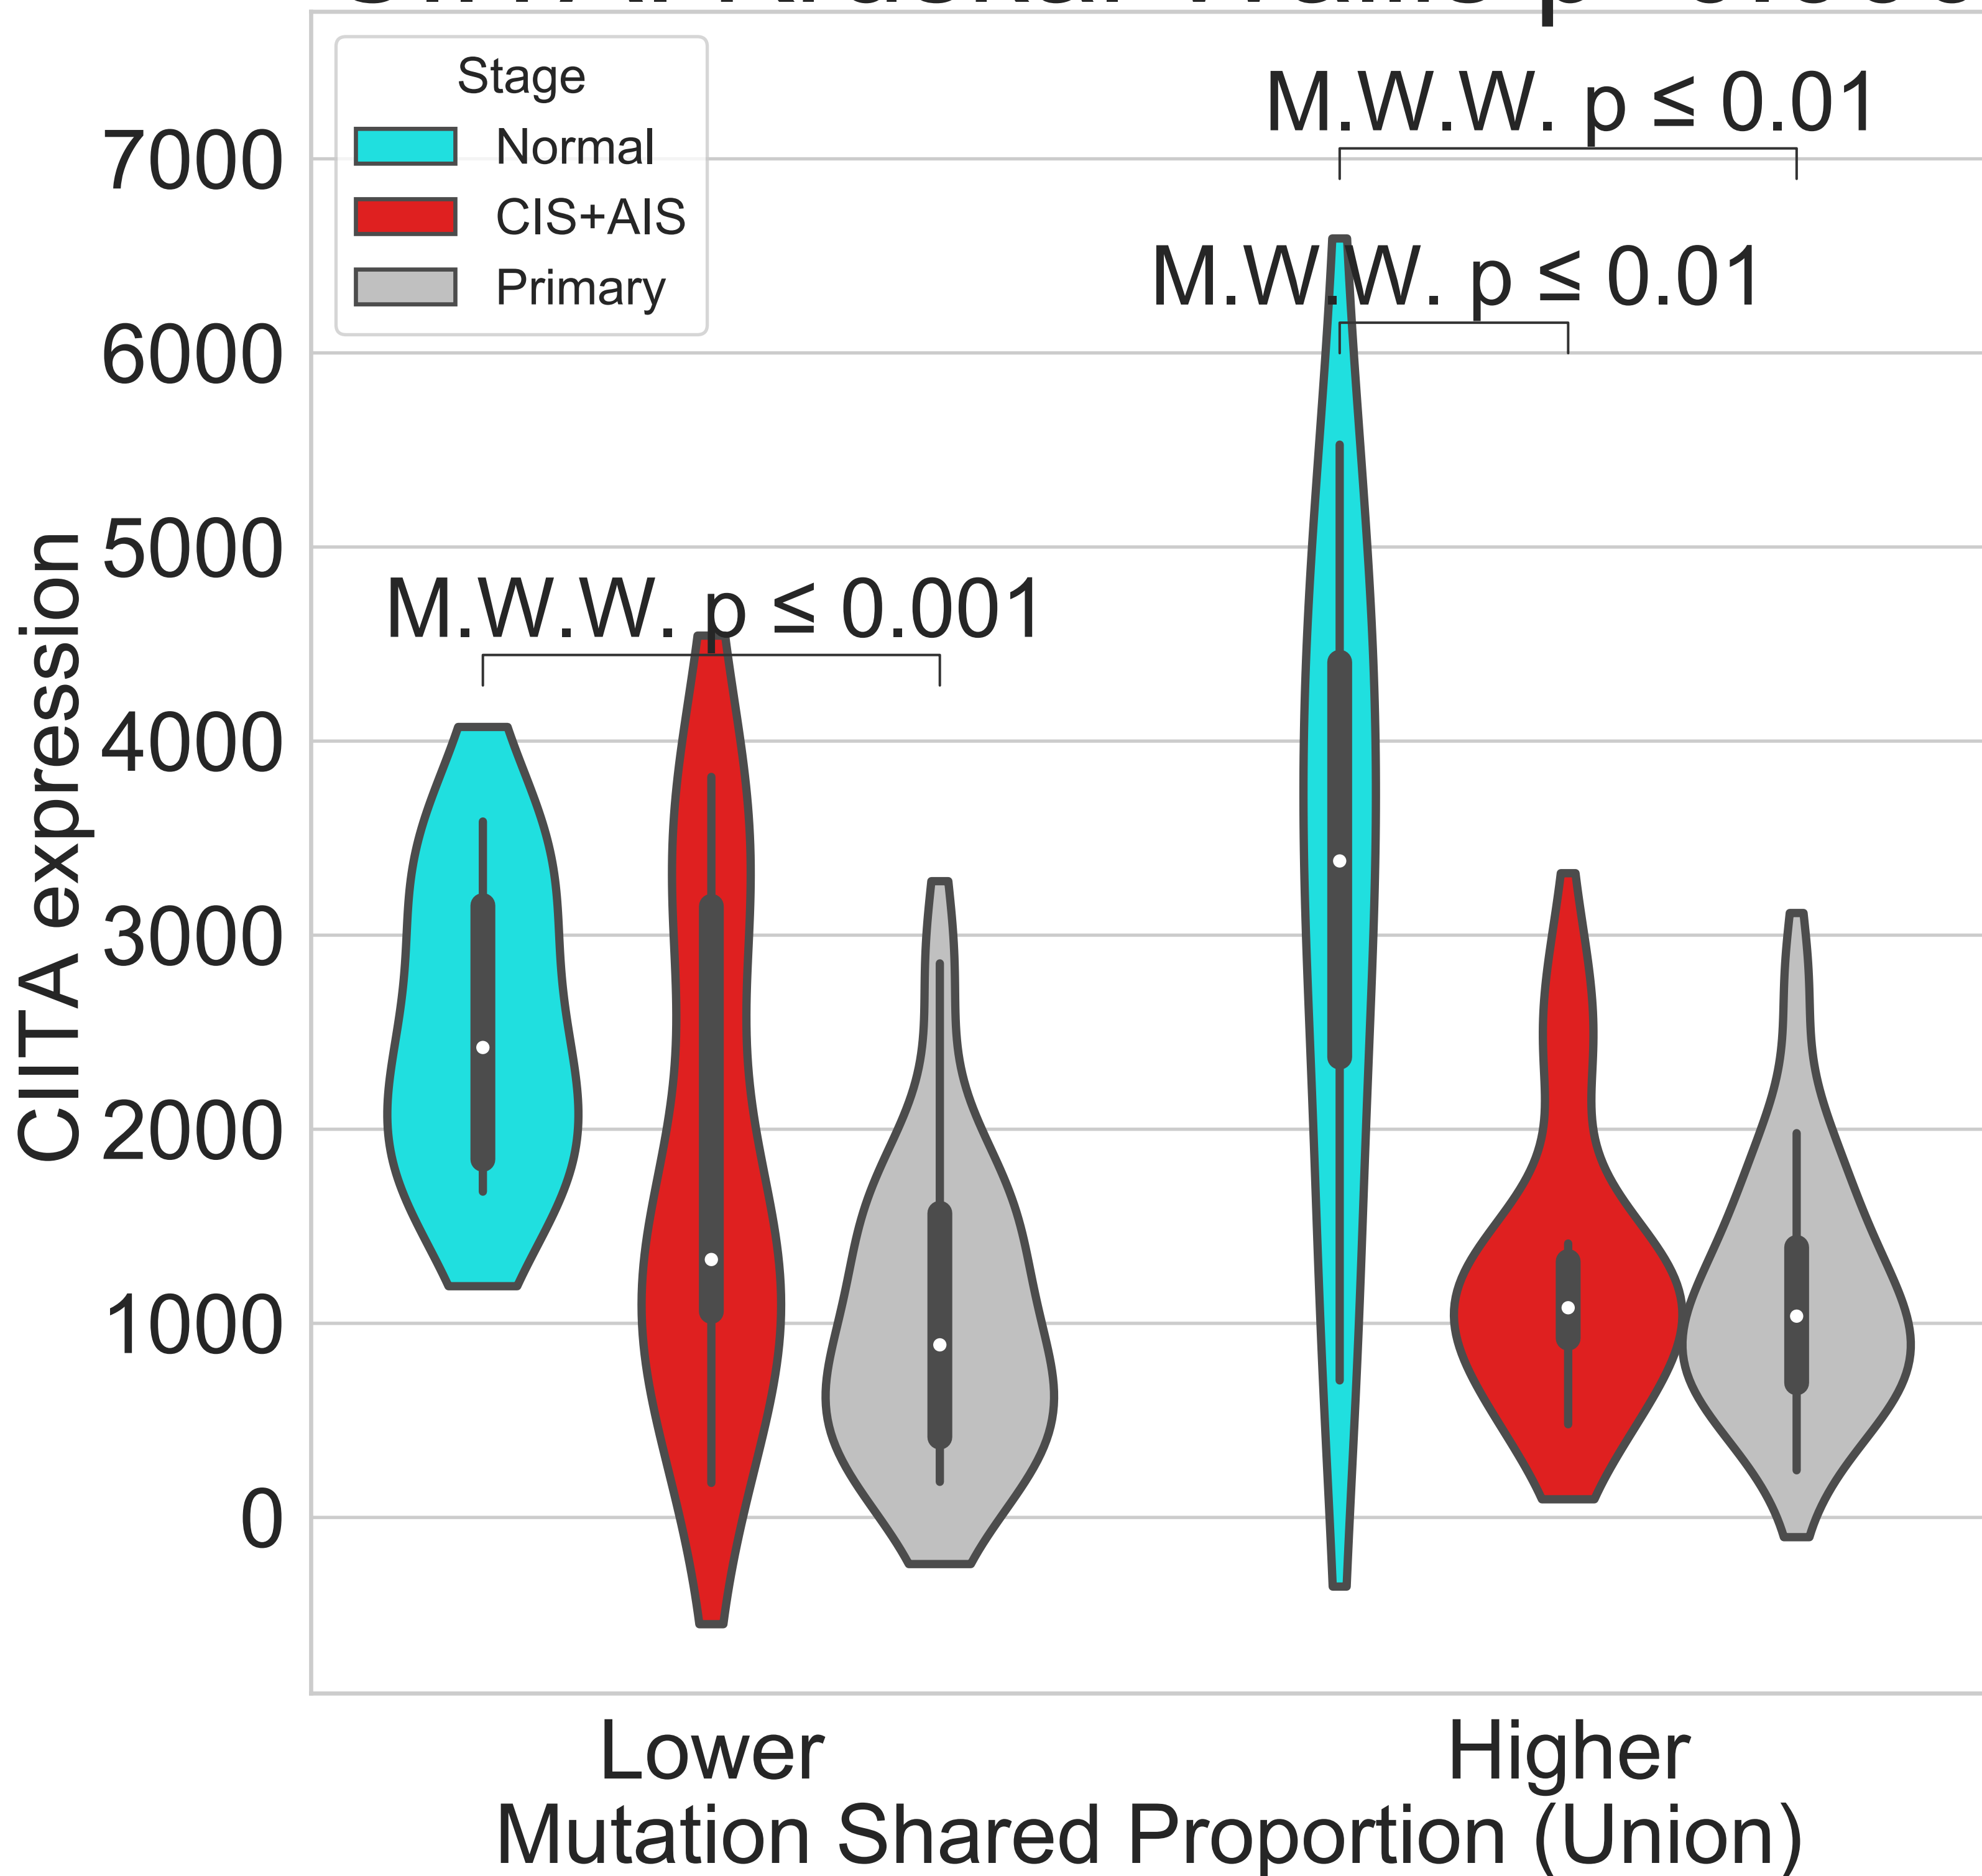 Stage
Normal
CIS+AIS
Primary
M.W.W. p ≤ 0.01
M.W.W. p ≤ 0.01
M.W.W. p ≤ 0.001
7000
6000
5000
4000
3000
2000
1000
0
CIITA expression
Lower
Higher
Mutation Shared Proportion (Union)